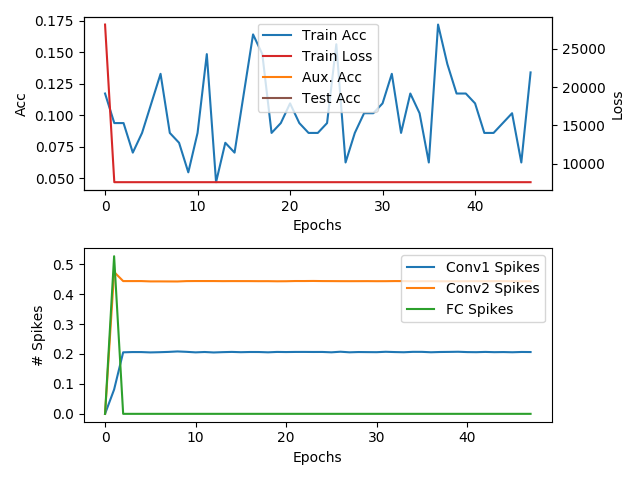 0.175
0.150
0.125
0.100
0.075
0.050
Acc
Train Acc
Train Loss
Aux. Acc
Test Acc
25000
20000
15000
10000
Loss
0
10
20
30
40
Epochs
0.5
0.4
0.3
0.2
0.1
0.0
# Spikes
Conv1 Spikes
Conv2 Spikes
FC Spikes
0
10
20
30
40
Epochs